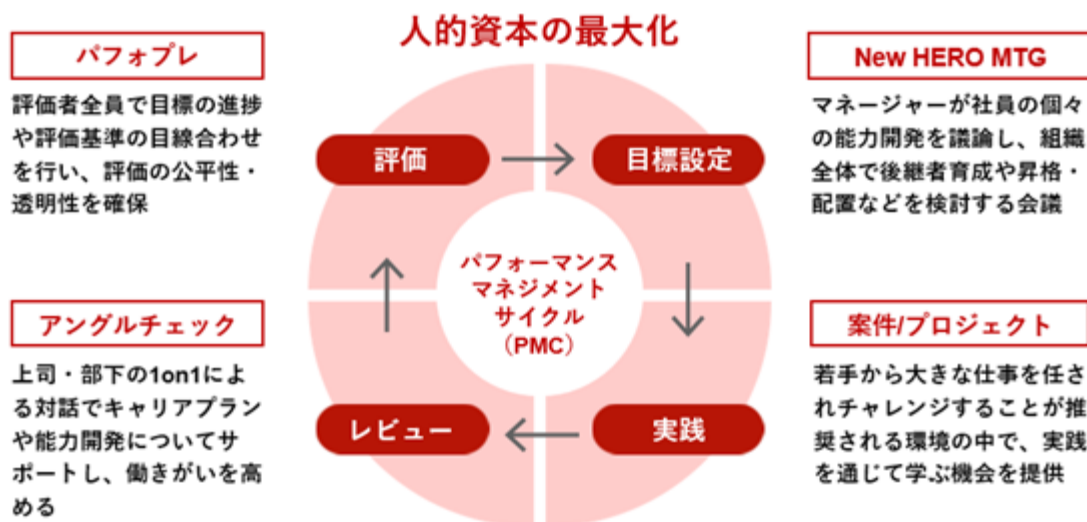 人的資本の最大化
パフォプレ
評価者全員で目標の進捗
や評価基準の目線合わせ
を行い、評価の公平性・
透明性を確保
New HERO MTG
マネージャーが社員の個々
の能力開発を議論し、組織
全体で後継者育成や昇格・
配置などを検討する会議
評価
目標設定
パフォーマンス
マネジメント
サイクル
（PMC）
アングルチェック
上司・部下の1on1によ
る対話でキャリアプラン
や能力開発についてサ
ポートし、働きがいを高
める
レビュー
実践
案件/プロジェクト
若手から大きな仕事を任さ
れチャレンジすることが推
奨される環境の中で、実践
を通じて学ぶ機会を提供